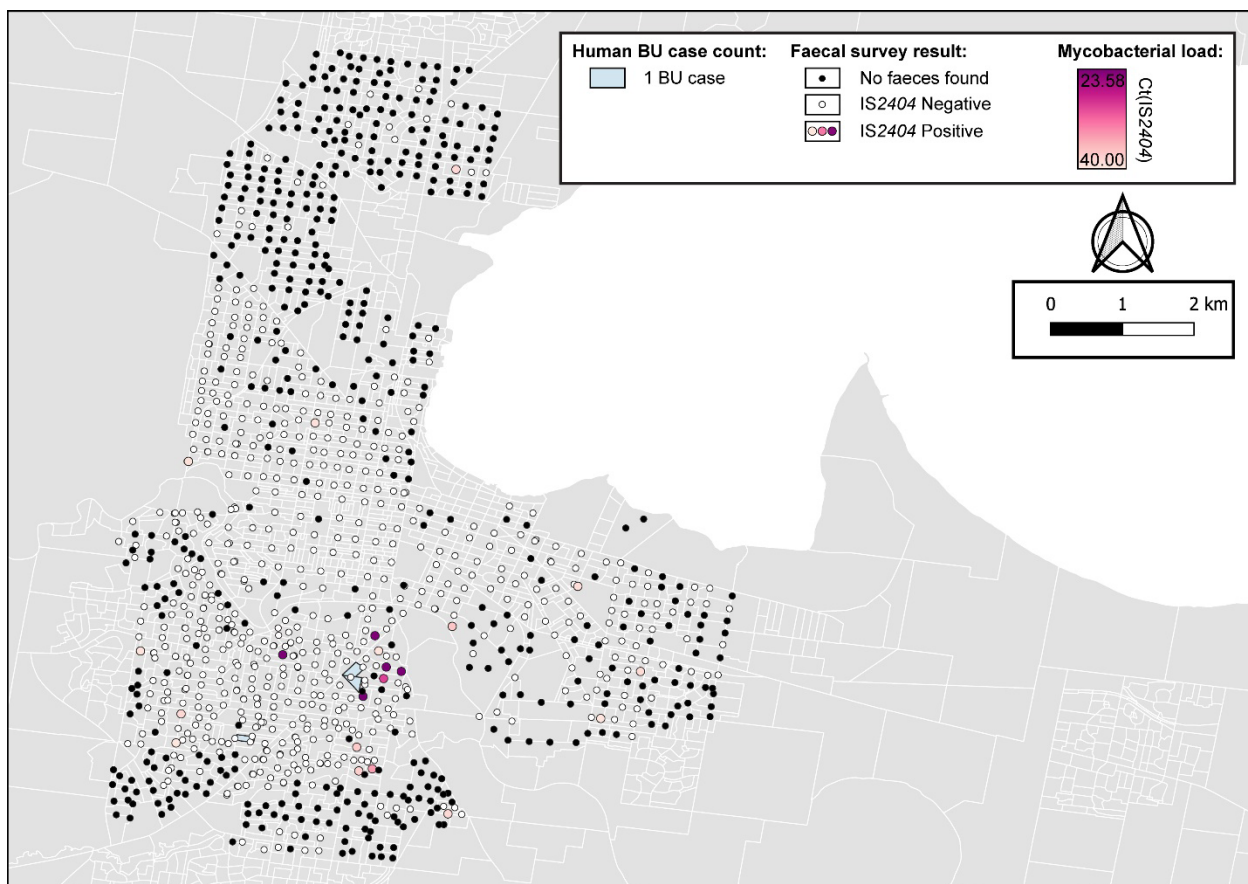 Human BU case count:
1 BU case
Faecal survey result:
No faeces found
IS2404 Negative
IS2404 Positive
Mycobacterial load:
23.58
40.00
Ct(IS2404)
0 1 2 km